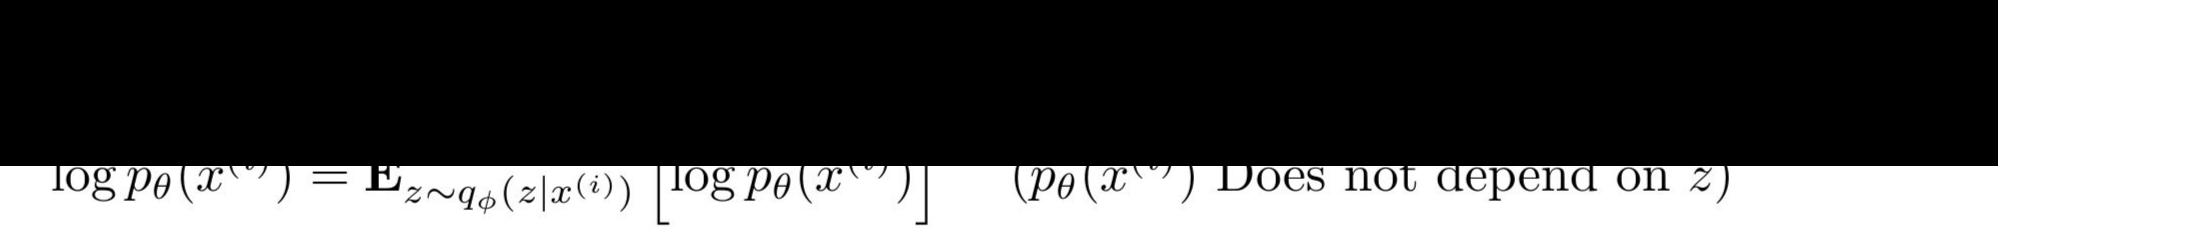 log pθ(x⁽ⁱ⁾) = E_{z∼qϕ(z|x⁽ⁱ⁾)} [log pθ(x⁽ⁱ⁾)] (pθ(x⁽ⁱ⁾) Does not depend on z)